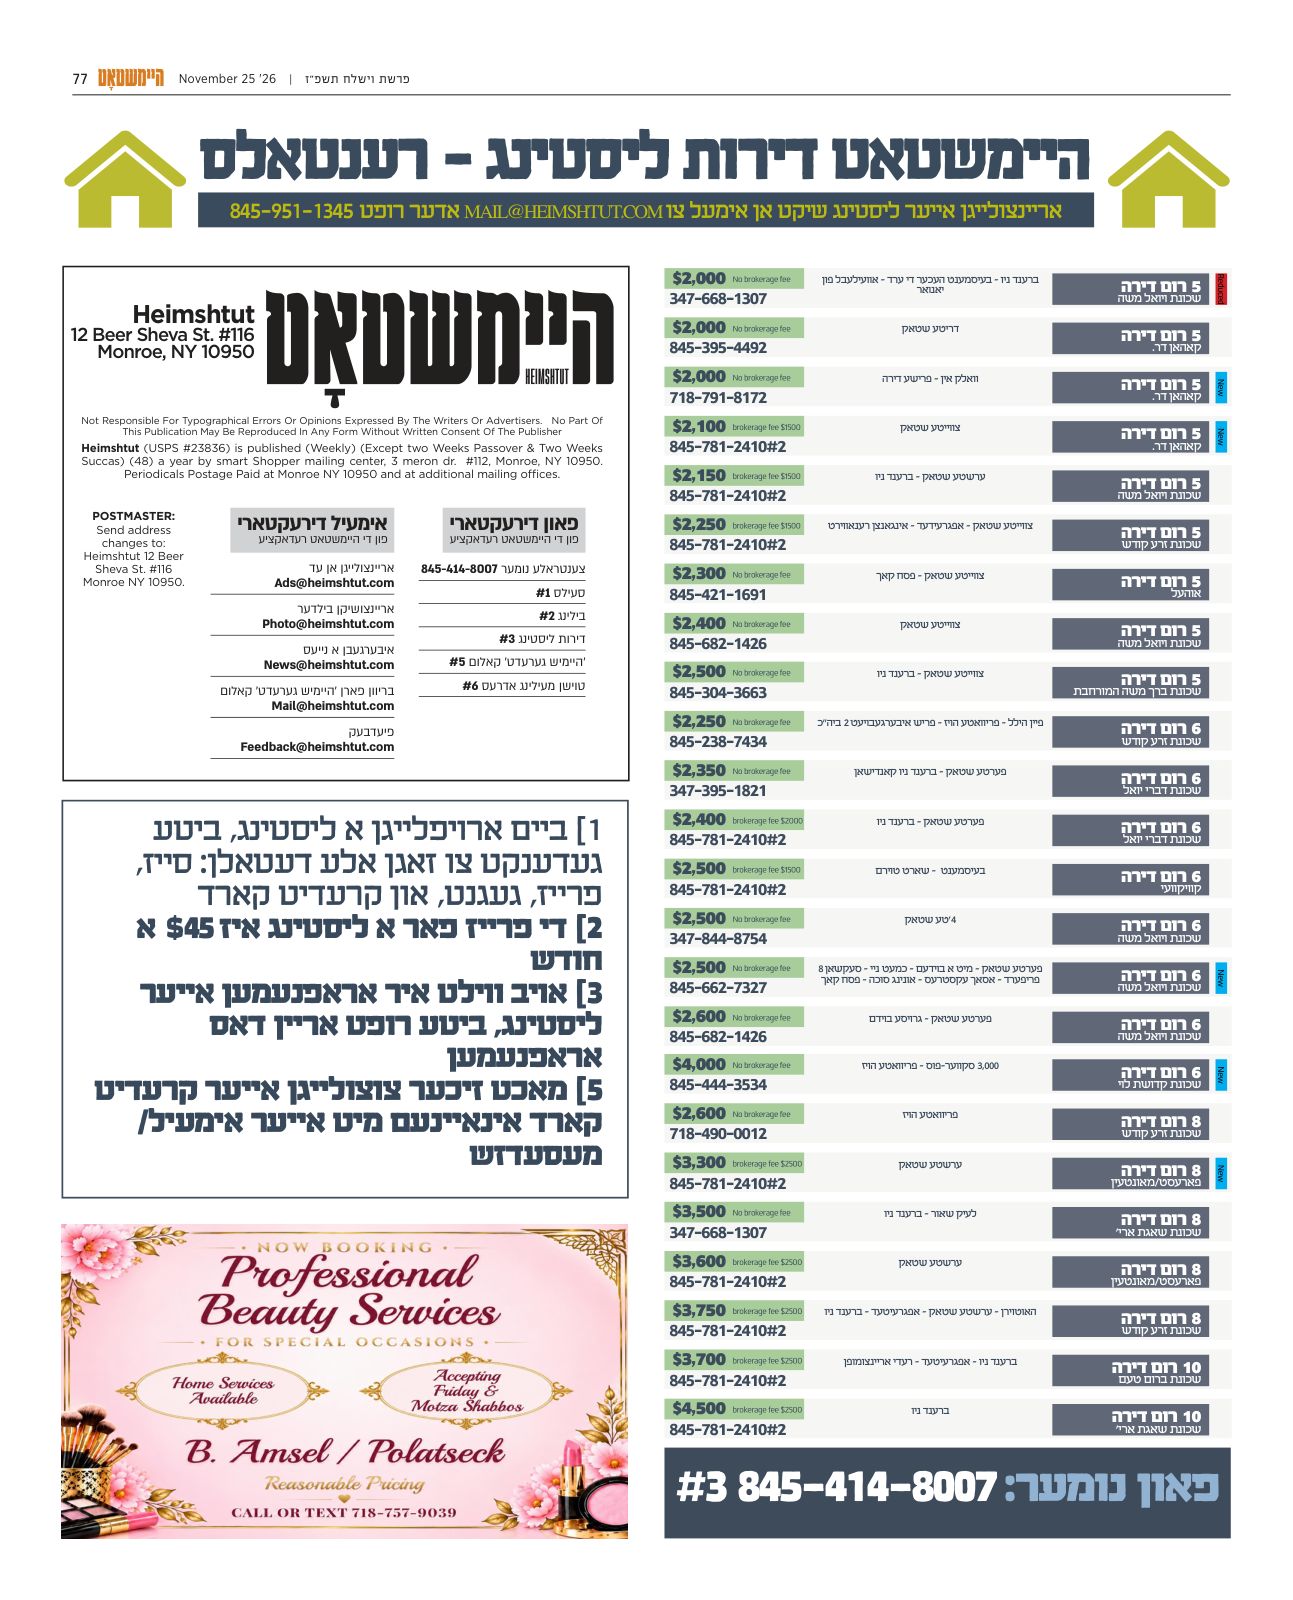 77 היימשטאָט November 25 '26 | פרשת וישלח תשפ״ז
היימשטאט דירות ליסטינג - רענטאלס
אריינצולייגן אייער ליסטינג שיקט אן אימעל צו MAIL@HEIMSHTUT.COM אדער רופט 845-951-1345
Heimshtut
12 Beer Sheva St. #116
Monroe, NY 10950
היימשטאָט
HEIMSHTUT
Not Responsible For Typographical Errors Or Opinions Expressed By The Writers Or Advertisers. No Part Of
This Publication May Be Reproduced In Any Form Without Written Consent Of The Publisher
Heimshtut (USPS #23836) is published (Weekly) (Except two Weeks Passover & Two Weeks
Succas) (48) a year by smart Shopper mailing center, 3 meron dr. #112, Monroe, NY 10950.
Periodicals Postage Paid at Monroe NY 10950 and at additional mailing offices.
POSTMASTER:
Send address
changes to:
Heimshtut 12 Beer
Sheva St. #116
Monroe NY 10950.
אימעיל דירעקטארי
פון די היימשטאט רעדאקציע
אריינצולייגן אן עד
Ads@heimshtut.com
אריינצושיקן בילדער
Photo@heimshtut.com
איבערגעבן א נייעס
News@heimshtut.com
בריוון פארן 'היימיש גערעדט' קאלום
Mail@heimshtut.com
פיעדבעק
Feedback@heimshtut.com
פאון דירעקטארי
פון די היימשטאט רעדאקציע
צענטראלע נומער 845-414-8007
סעילס #1
בילינג #2
דירות ליסטינג #3
'היימיש גערעדט' קאלום #5
טוישן מעילינג אדרעס #6
1] ביים ארויפלייגן א ליסטינג, ביטע
געדענקט צו זאגן אלע דעטאלן: סייז,
פרייז, געגנט, און קרעדיט קארד
2] די פרייז פאר א ליסטינג איז $45 א
חודש
3] אויב ווילט איר אראפנעמען אייער
ליסטינג, ביטע רופט אריין דאס
אראפנעמען
5] מאכט זיכער צוצולייגן אייער קרעדיט
קארד אינאיינעם מיט אייער אימעיל/
מעסעדזש
NOW BOOKING
Professional
Beauty Services
FOR SPECIAL OCCASIONS
Home Services
Available
Accepting
Friday &
Motza Shabbos
B. Amsel / Polatseck
Reasonable Pricing
CALL OR TEXT 718-757-9039
Reduced
5 רום דירה
שכונת ויואל משה
ברענד ניו - בעיסמענט העכער די ערד - אוועילעבל פון
יאנואר
$2,000 No brokerage fee
347-668-1307
5 רום דירה
קאהאן דר.
דריטע שטאק
$2,000 No brokerage fee
845-395-4492
New
5 רום דירה
קאהאן דר.
וואלק אין - פרישע דירה
$2,000 No brokerage fee
718-791-8172
New
5 רום דירה
קאהאן דר.
צווייטע שטאק
$2,100 brokerage fee $1500
845-781-2410#2
5 רום דירה
שכונת ויואל משה
ערשטע שטאק - ברענד ניו
$2,150 brokerage fee $1500
845-781-2410#2
5 רום דירה
שכונת זרע קודש
צווייטע שטאק - אפגרעידעד - אינגאנצן רענאווירט
$2,250 brokerage fee $1500
845-781-2410#2
5 רום דירה
אוהעל
צווייטע שטאק - פסח קאך
$2,300 No brokerage fee
845-421-1691
5 רום דירה
שכונת ויואל משה
צווייטע שטאק
$2,400 No brokerage fee
845-682-1426
5 רום דירה
שכונת ברך משה המורחבת
צווייטע שטאק - ברענד ניו
$2,500 No brokerage fee
845-304-3663
6 רום דירה
שכונת זרע קודש
פיין הילל - פריוואטע הויז - פריש איבערגעבויעט 2 ביה"כ
$2,250 No brokerage fee
845-238-7434
6 רום דירה
שכונת דברי יואל
פערטע שטאק - ברענד ניו קאנדישאן
$2,350 No brokerage fee
347-395-1821
6 רום דירה
שכונת דברי יואל
פערטע שטאק - ברענד ניו
$2,400 brokerage fee $2000
845-781-2410#2
6 רום דירה
קוויקוועי
בעיסמענט - שארט טוירם
$2,500 brokerage fee $1500
845-781-2410#2
6 רום דירה
שכונת ויואל משה
4'טע שטאק
$2,500 No brokerage fee
347-844-8754
New
6 רום דירה
שכונת ויואל משה
פערטע שטאק - מיט א בוידעם - כמעט ניי - סעקשאן 8
פריפערד - אסאך עקסטרעס - אונינג סוכה - פסח קאך
$2,500 No brokerage fee
845-662-7327
6 רום דירה
שכונת ויואל משה
פערטע שטאק - גרויסע בוידם
$2,600 No brokerage fee
845-682-1426
New
6 רום דירה
שכונת קדושת לוי
3,000 סקווער-פוס - פריוואטע הויז
$4,000 No brokerage fee
845-444-3534
8 רום דירה
שכונת זרע קודש
פריוואטע הויז
$2,600 No brokerage fee
718-490-0012
New
8 רום דירה
פארעסט/מאונטעין
ערשטע שטאק
$3,300 brokerage fee $2500
845-781-2410#2
8 רום דירה
שכונת שאגת ארי'
לעיק שאור - ברענד ניו
$3,500 No brokerage fee
347-668-1307
8 רום דירה
פארעסט/מאונטעין
ערשטע שטאק
$3,600 brokerage fee $2500
845-781-2410#2
8 רום דירה
שכונת זרע קודש
האוטוירן - ערשטע שטאק - אפגרעיטעד - ברענד ניו
$3,750 brokerage fee $2500
845-781-2410#2
10 רום דירה
שכונת ברום טעם
ברענד ניו - אפגרעיטעד - רעדי אריינצומופן
$3,700 brokerage fee $2500
845-781-2410#2
10 רום דירה
שכונת שאגת ארי'
ברענד ניו
$4,500 brokerage fee $2500
845-781-2410#2
פאון נומער: 845-414-8007 #3